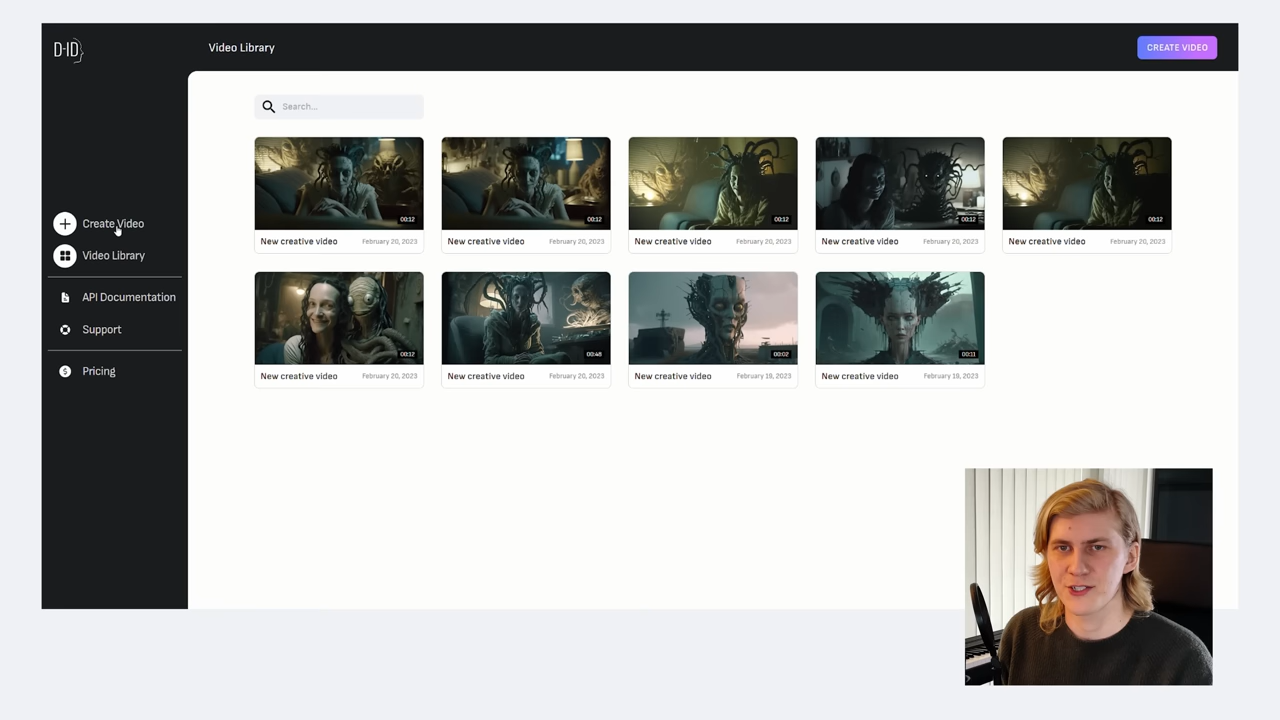 D-ID
Video Library
CREATE VIDEO
Search...
Create Video
Video Library
API Documentation
Support
Pricing
00:12
00:12
00:12
00:12
00:12
New creative video February 20, 2023
New creative video February 20, 2023
New creative video February 20, 2023
New creative video February 20, 2023
New creative video February 20, 2023
00:12
00:48
00:02
00:11
New creative video February 20, 2023
New creative video February 20, 2023
New creative video February 19, 2023
New creative video February 19, 2023